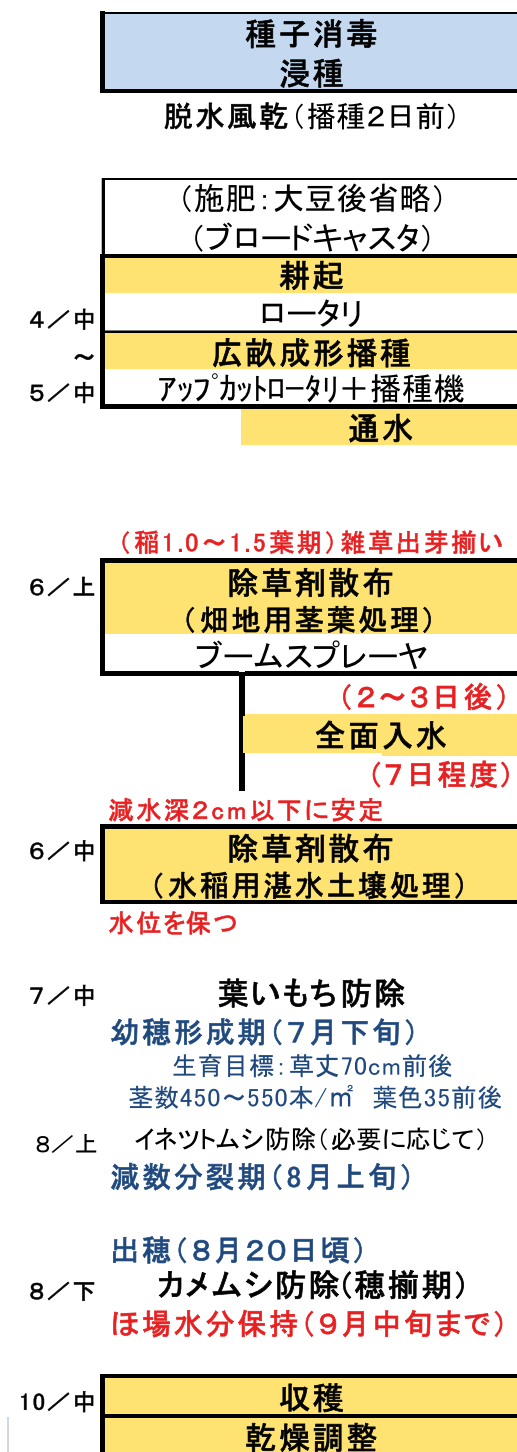 種子消毒
浸種
脱水風乾（播種2日前）
（施肥：大豆後省略）
（ブロードキャスタ）
耕起
4／中 ロータリ
～ 広畝成形播種
5／中 アップカットロータリ＋播種機
通水
（稲1.0～1.5葉期）雑草出芽揃い
6／上 除草剤散布
（畑地用茎葉処理）
ブームスプレーヤ
（2～3日後）
全面入水
（7日程度）
減水深2cm以下に安定
6／中 除草剤散布
（水稲用湛水土壌処理）
水位を保つ
7／中 葉いもち防除
幼穂形成期（7月下旬）
生育目標：草丈70cm前後
茎数450～550本/㎡ 葉色35前後
8／上 イネツトムシ防除（必要に応じて）
減数分裂期（8月上旬）
出穂（8月20日頃）
8／下 カメムシ防除(穂揃期)
ほ場水分保持（9月中旬まで）
10／中 収穫
乾燥調整